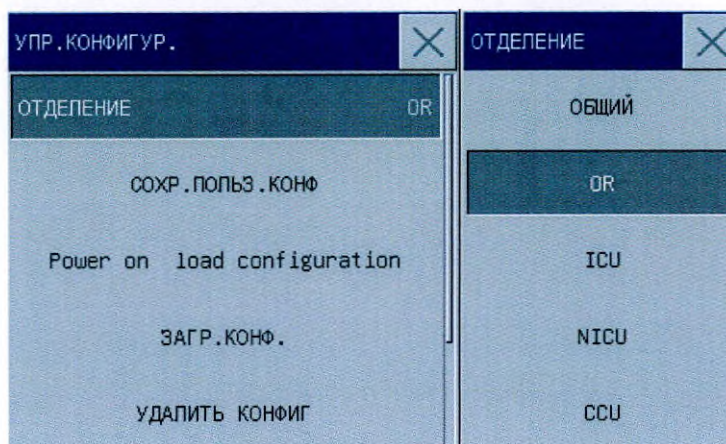 УПР.КОНФИГУР.
ОТДЕЛЕНИЕ OR
СОХР.ПОЛЬЗ.КОНФ
Power on load configuration
ЗАГР.КОНФ.
УДАЛИТЬ КОНФИГ
ОТДЕЛЕНИЕ
ОБЩИЙ
OR
ICU
NICU
CCU